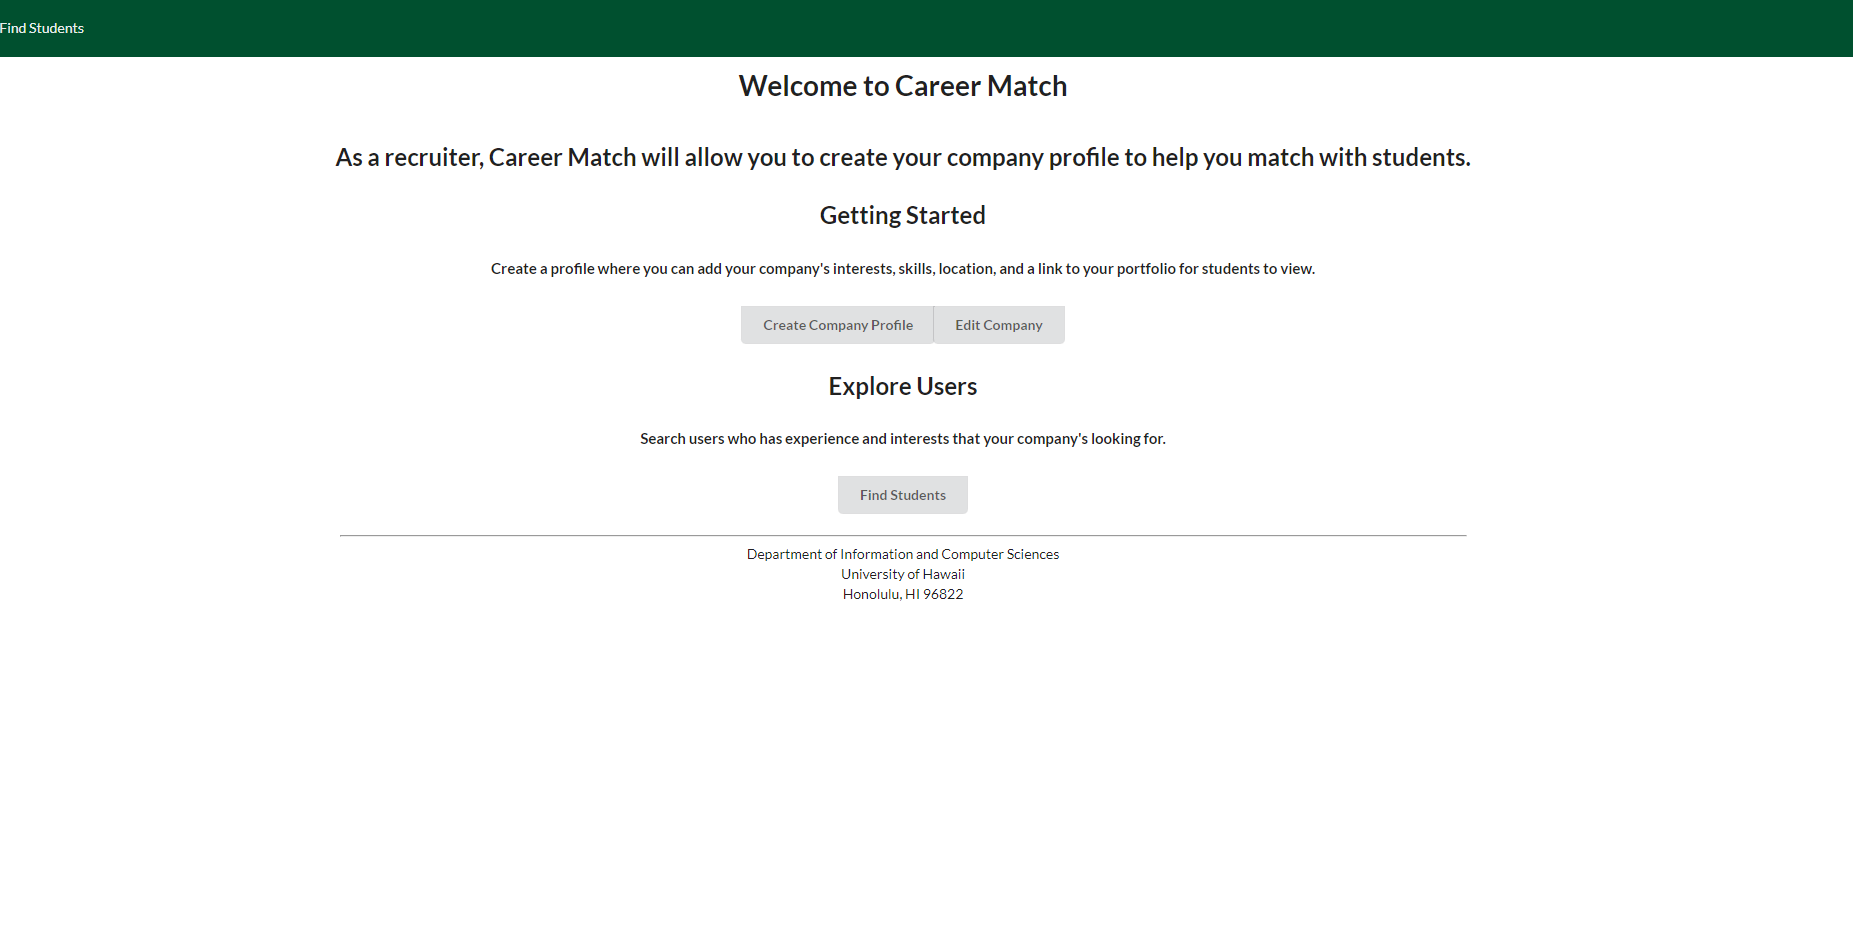 Find Students
Welcome to Career Match
As a recruiter, Career Match will allow you to create your company profile to help you match with students.
Getting Started
Create a profile where you can add your company's interests, skills, location, and a link to your portfolio for students to view.
Create Company Profile
Edit Company
Explore Users
Search users who has experience and interests that your company's looking for.
Find Students
Department of Information and Computer Sciences
University of Hawaii
Honolulu, HI 96822